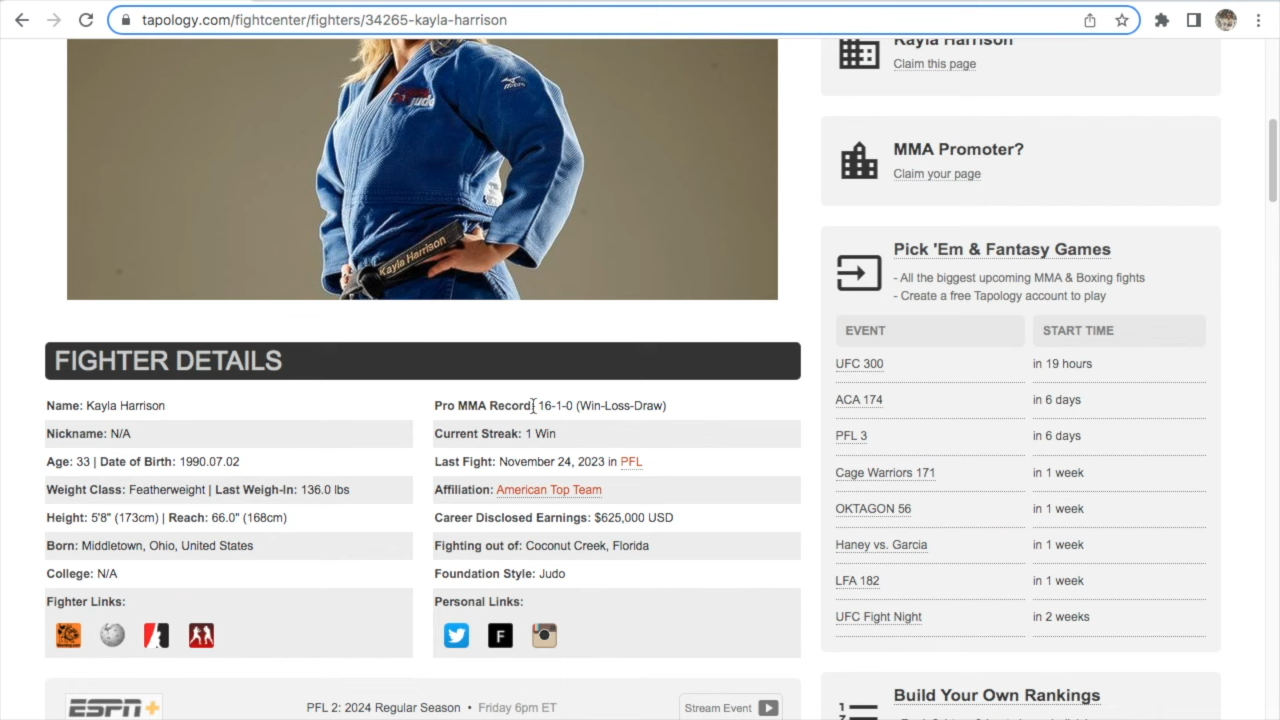 tapology.com/fightcenter/fighters/34265-kayla-harrison
Kayla Harrison
Claim this page
MMA Promoter?
Claim your page
Pick 'Em & Fantasy Games
- All the biggest upcoming MMA & Boxing fights
- Create a free Tapology account to play
EVENT START TIME
UFC 300 in 19 hours
ACA 174 in 6 days
PFL 3 in 6 days
Cage Warriors 171 in 1 week
OKTAGON 56 in 1 week
Haney vs. Garcia in 1 week
LFA 182 in 1 week
UFC Fight Night in 2 weeks
Build Your Own Rankings
Mizuno
judo
Kayla Harrison
FIGHTER DETAILS
Name: Kayla Harrison
Nickname: N/A
Age: 33 | Date of Birth: 1990.07.02
Weight Class: Featherweight | Last Weigh-In: 136.0 lbs
Height: 5'8" (173cm) | Reach: 66.0" (168cm)
Born: Middletown, Ohio, United States
College: N/A
Fighter Links:
Pro MMA Record: 16-1-0 (Win-Loss-Draw)
Current Streak: 1 Win
Last Fight: November 24, 2023 in PFL
Affiliation: American Top Team
Career Disclosed Earnings: $625,000 USD
Fighting out of: Coconut Creek, Florida
Foundation Style: Judo
Personal Links:
F
ESPN+ PFL 2: 2024 Regular Season • Friday 6pm ET Stream Event